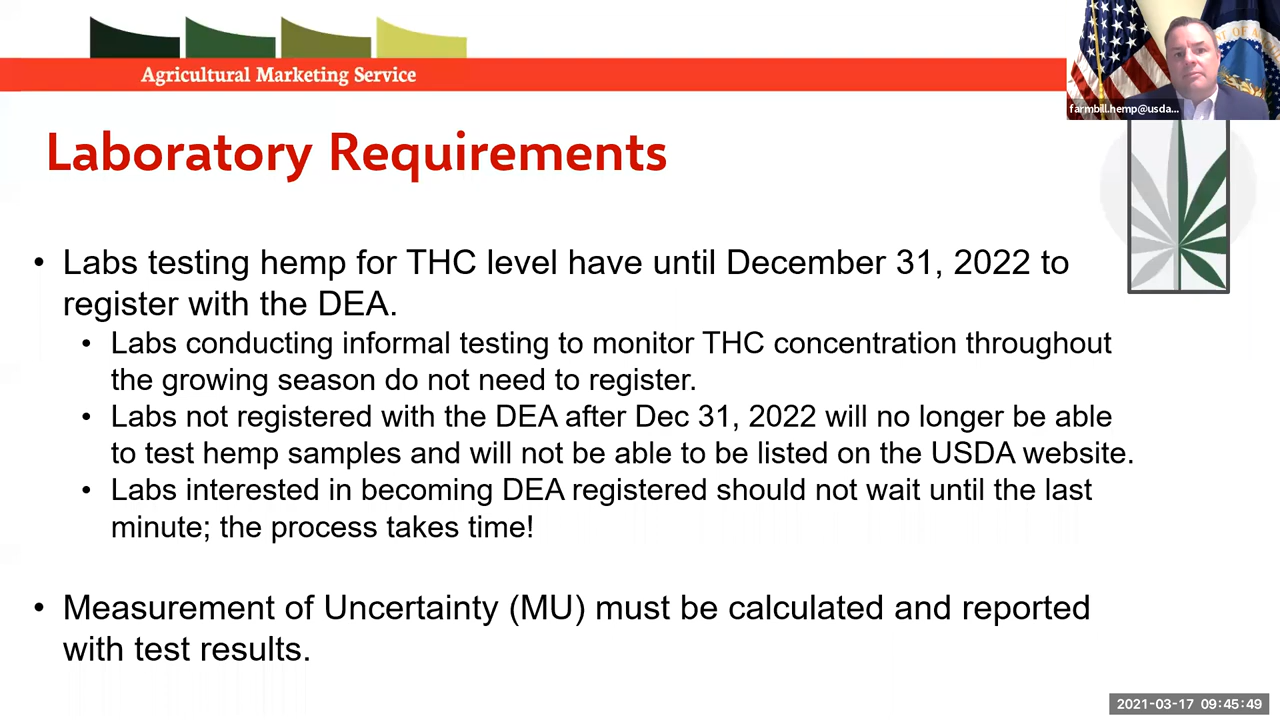 Agricultural Marketing Service
farmbill.hemp@usda...
Laboratory Requirements
• Labs testing hemp for THC level have until December 31, 2022 to
register with the DEA.
• Labs conducting informal testing to monitor THC concentration throughout
the growing season do not need to register.
• Labs not registered with the DEA after Dec 31, 2022 will no longer be able
to test hemp samples and will not be able to be listed on the USDA website.
• Labs interested in becoming DEA registered should not wait until the last
minute; the process takes time!
• Measurement of Uncertainty (MU) must be calculated and reported
with test results.
2021-03-17 09:45:49